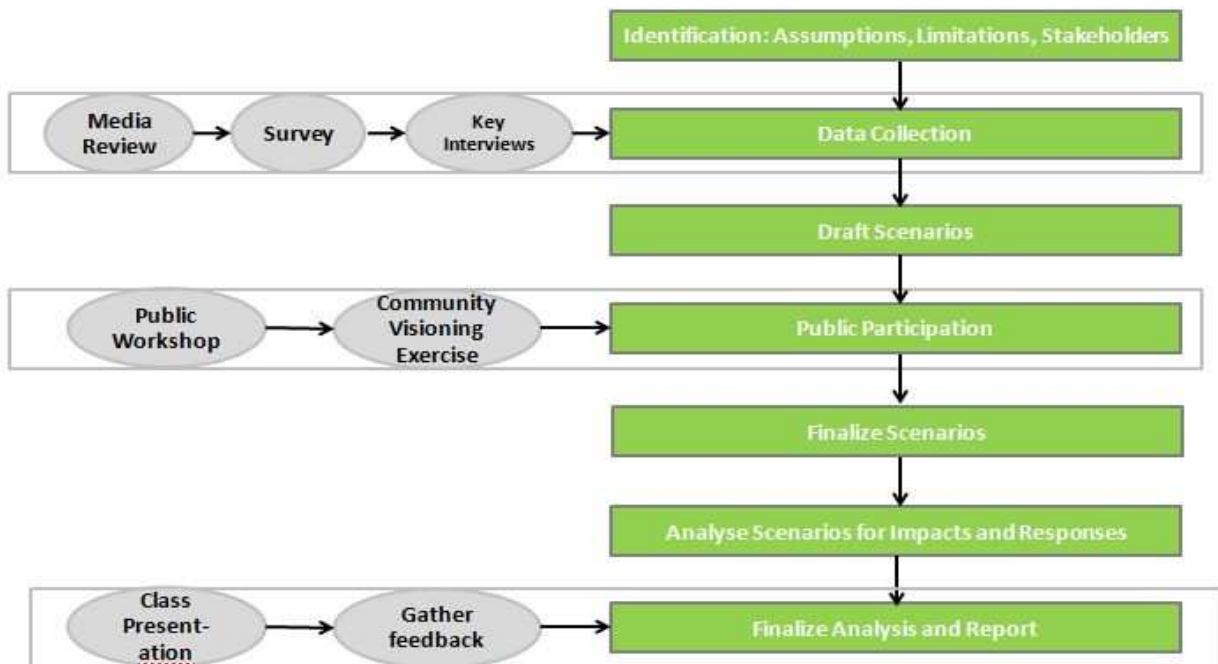 Identification: Assumptions, Limitations, Stakeholders
Media
Review
Survey
Key
Interviews
Data Collection
Draft Scenarios
Public
Workshop
Community
Visioning
Exercise
Public Participation
Finalize Scenarios
Analyse Scenarios for Impacts and Responses
Class
Present-
ation
Gather
feedback
Finalize Analysis and Report